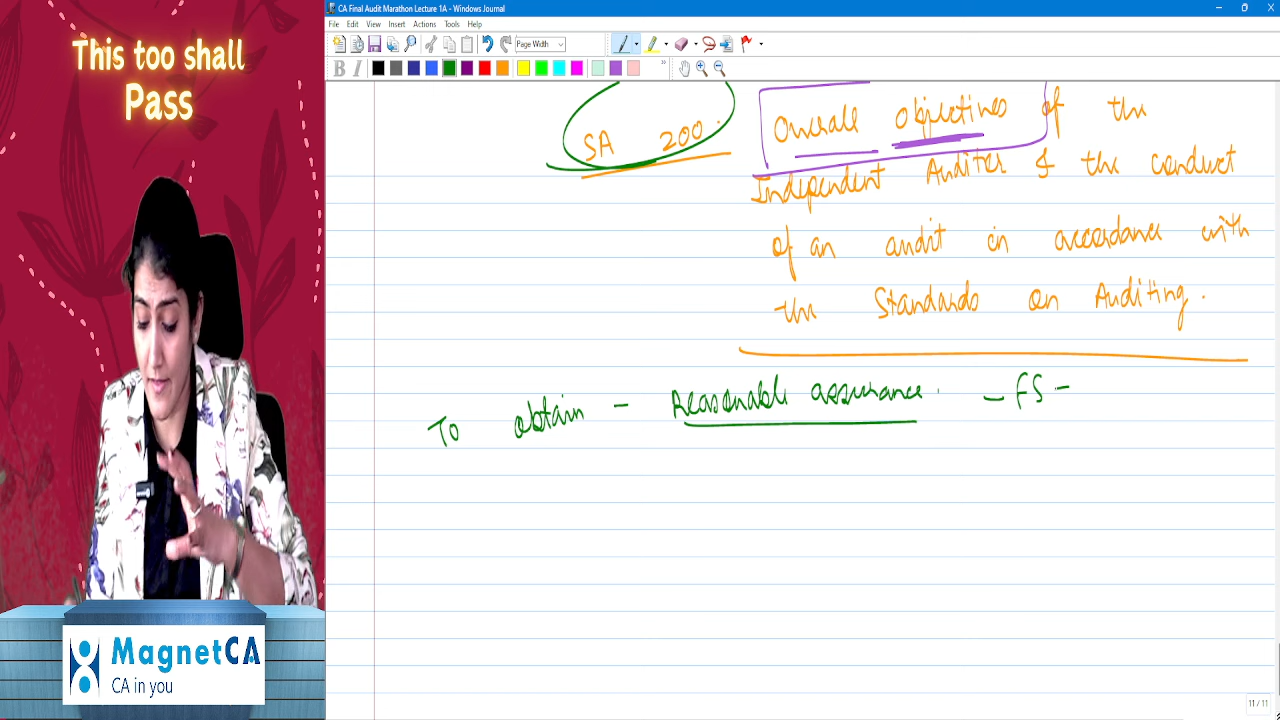 This too shall
Pass
CA Final Audit Marathon Lecture 1A - Windows Journal
File Edit View Insert Actions Tools Help
Page Width
B I
SA 200. Overall objectives of the
Independent Auditor & the conduct
of an audit in accordance with
the Standards on Auditing.
To obtain - Reasonable assurance. - FS -
MagnetCA
CA in you
11 / 11